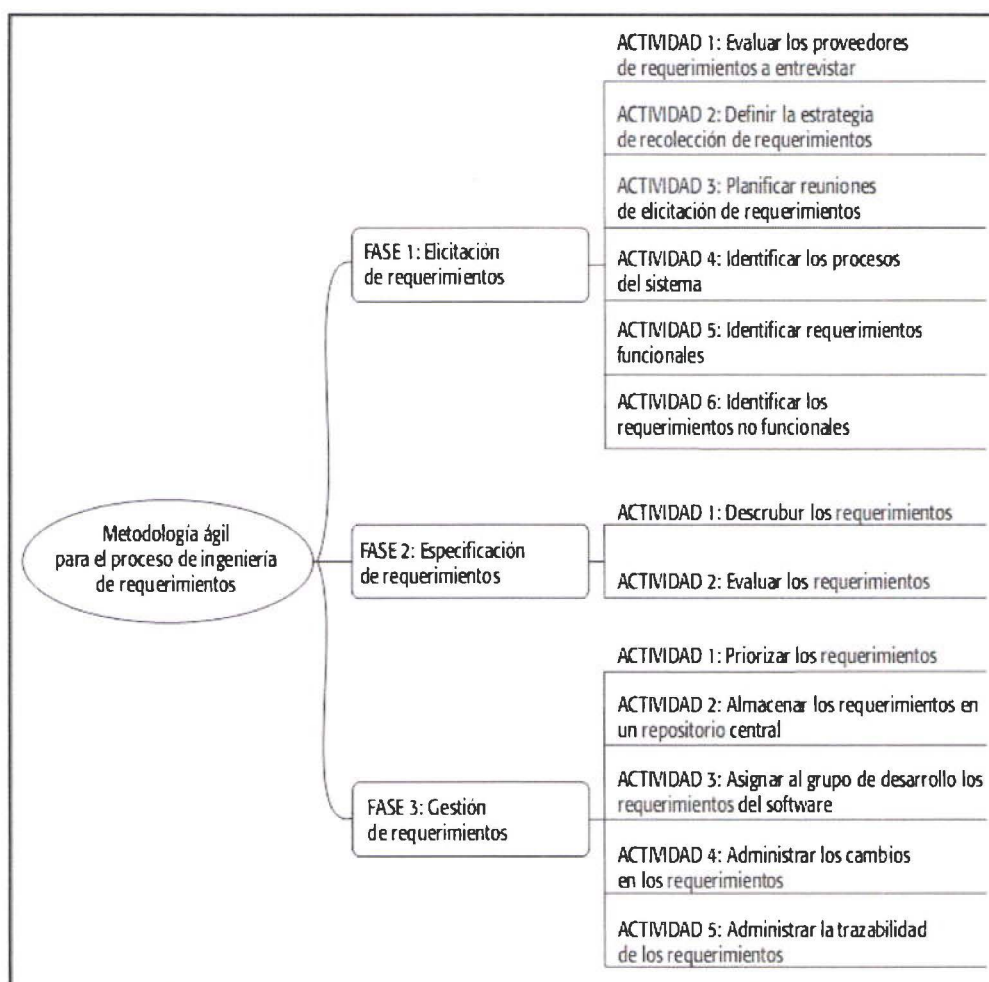 Metodología ágil
para el proceso de ingeniería
de requerimientos
FASE 1: Elicitación
de requerimientos
ACTIVIDAD 1: Evaluar los proveedores
de requerimientos a entrevistar
ACTIVIDAD 2: Definir la estrategia
de recolección de requerimientos
ACTIVIDAD 3: Planificar reuniones
de elicitación de requerimientos
ACTIVIDAD 4: Identificar los procesos
del sistema
ACTIVIDAD 5: Identificar requerimientos
funcionales
ACTIVIDAD 6: Identificar los
requerimientos no funcionales
FASE 2: Especificación
de requerimientos
ACTIVIDAD 1: Descrubur los requerimientos
ACTIVIDAD 2: Evaluar los requerimientos
FASE 3: Gestión
de requerimientos
ACTIVIDAD 1: Priorizar los requerimientos
ACTIVIDAD 2: Almacenar los requerimientos en
un repositorio central
ACTIVIDAD 3: Asignar al grupo de desarrollo los
requerimientos del software
ACTIVIDAD 4: Administrar los cambios
en los requerimientos
ACTIVIDAD 5: Administrar la trazabilidad
de los requerimientos